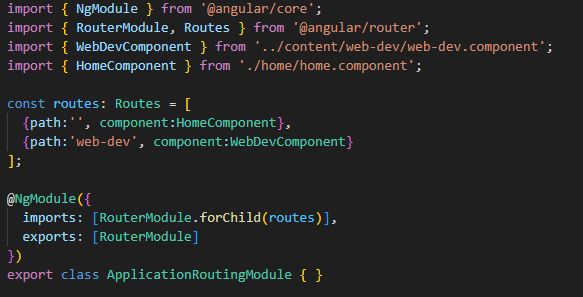 import { NgModule } from '@angular/core';
import { RouterModule, Routes } from '@angular/router';
import { WebDevComponent } from '../content/web-dev/web-dev.component';
import { HomeComponent } from './home/home.component';

const routes: Routes = [
  {path:'', component:HomeComponent},
  {path:'web-dev', component:WebDevComponent}
];

@NgModule({
  imports: [RouterModule.forChild(routes)],
  exports: [RouterModule]
})
export class ApplicationRoutingModule { }